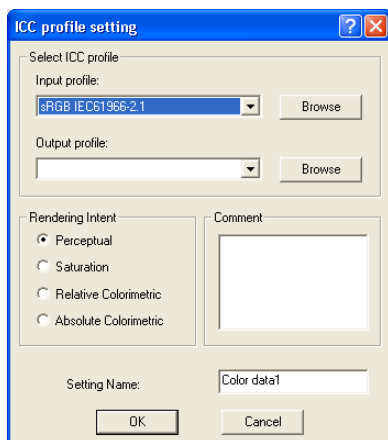 ICC profile setting
Select ICC profile
Input profile:
sRGB IEC61966-2.1
Browse
Output profile:
Browse
Rendering Intent
Perceptual
Saturation
Relative Colorimetric
Absolute Colorimetric
Comment
Setting Name:
Color data1
OK
Cancel